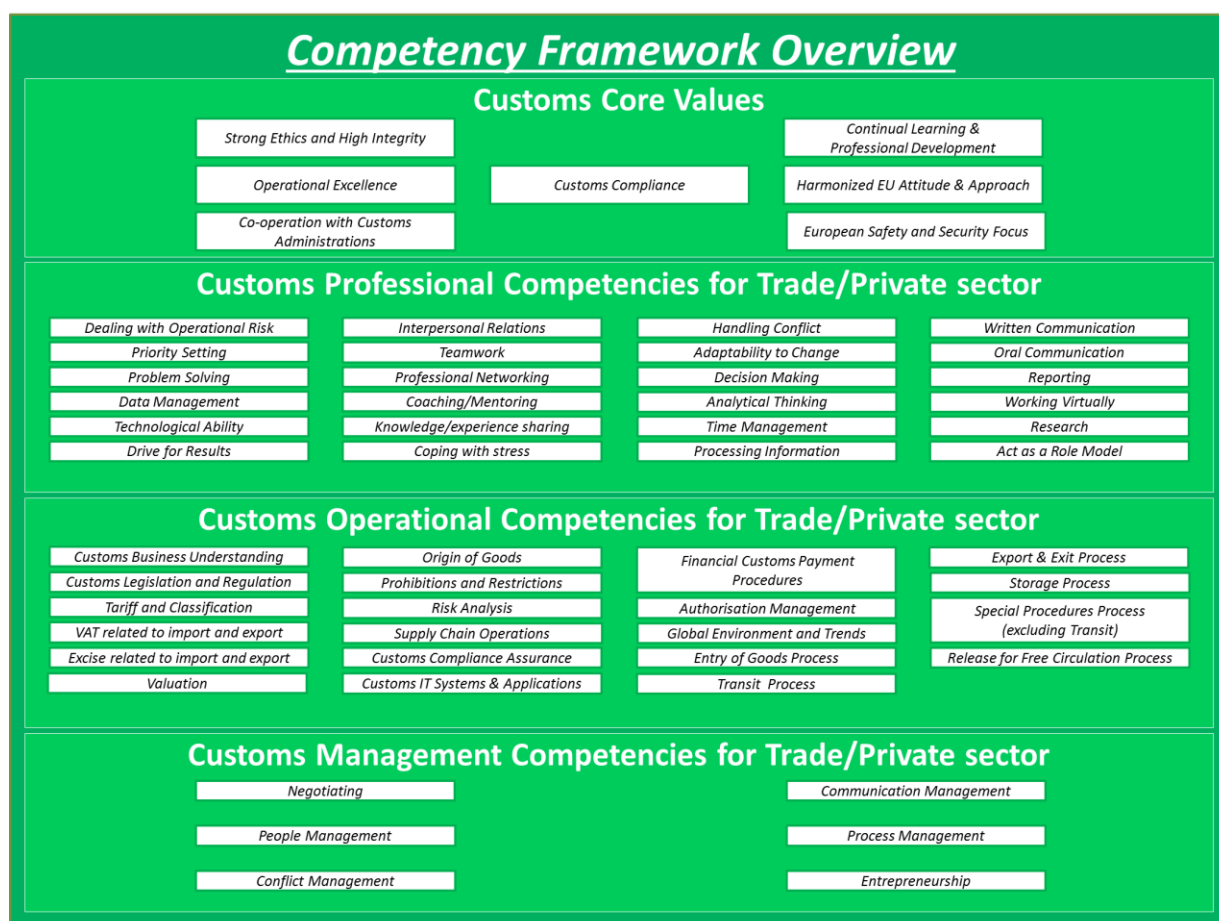 Competency Framework Overview
Customs Core Values
Strong Ethics and High Integrity
Operational Excellence
Co-operation with Customs
Administrations
Customs Compliance
Continual Learning &
Professional Development
Harmonized EU Attitude & Approach
European Safety and Security Focus
Customs Professional Competencies for Trade/Private sector
Dealing with Operational Risk
Priority Setting
Problem Solving
Data Management
Technological Ability
Drive for Results
Interpersonal Relations
Teamwork
Professional Networking
Coaching/Mentoring
Knowledge/experience sharing
Coping with stress
Handling Conflict
Adaptability to Change
Decision Making
Analytical Thinking
Time Management
Processing Information
Written Communication
Oral Communication
Reporting
Working Virtually
Research
Act as a Role Model
Customs Operational Competencies for Trade/Private sector
Customs Business Understanding
Customs Legislation and Regulation
Tariff and Classification
VAT related to import and export
Excise related to import and export
Valuation
Origin of Goods
Prohibitions and Restrictions
Risk Analysis
Supply Chain Operations
Customs Compliance Assurance
Customs IT Systems & Applications
Financial Customs Payment
Procedures
Authorisation Management
Global Environment and Trends
Entry of Goods Process
Transit Process
Export & Exit Process
Storage Process
Special Procedures Process
(excluding Transit)
Release for Free Circulation Process
Customs Management Competencies for Trade/Private sector
Negotiating
People Management
Conflict Management
Communication Management
Process Management
Entrepreneurship